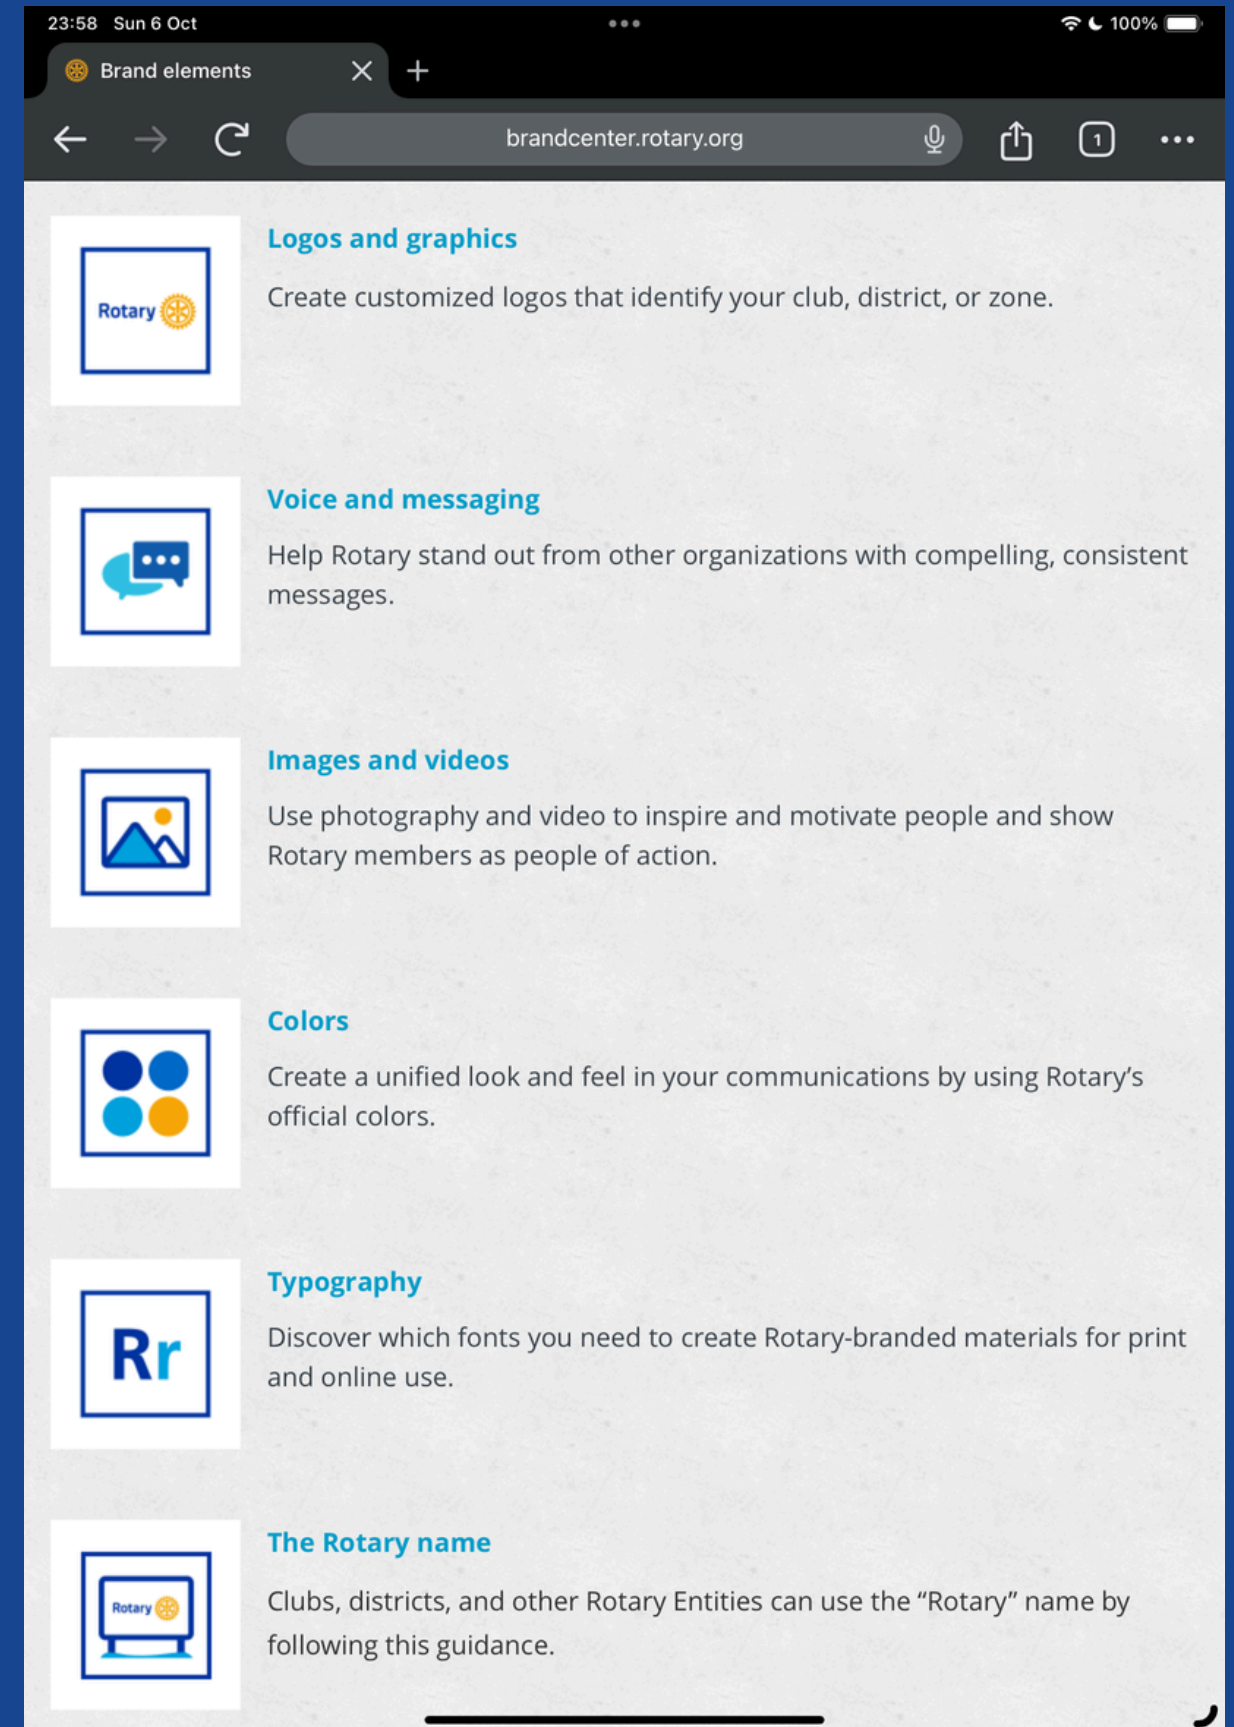 23:58 Sun 6 Oct
100%
Brand elements
brandcenter.rotary.org
1
Rotary
Logos and graphics
Create customized logos that identify your club, district, or zone.
Voice and messaging
Help Rotary stand out from other organizations with compelling, consistent
messages.
Images and videos
Use photography and video to inspire and motivate people and show
Rotary members as people of action.
Colors
Create a unified look and feel in your communications by using Rotary’s
official colors.
Rr
Typography
Discover which fonts you need to create Rotary-branded materials for print
and online use.
Rotary
The Rotary name
Clubs, districts, and other Rotary Entities can use the “Rotary” name by
following this guidance.